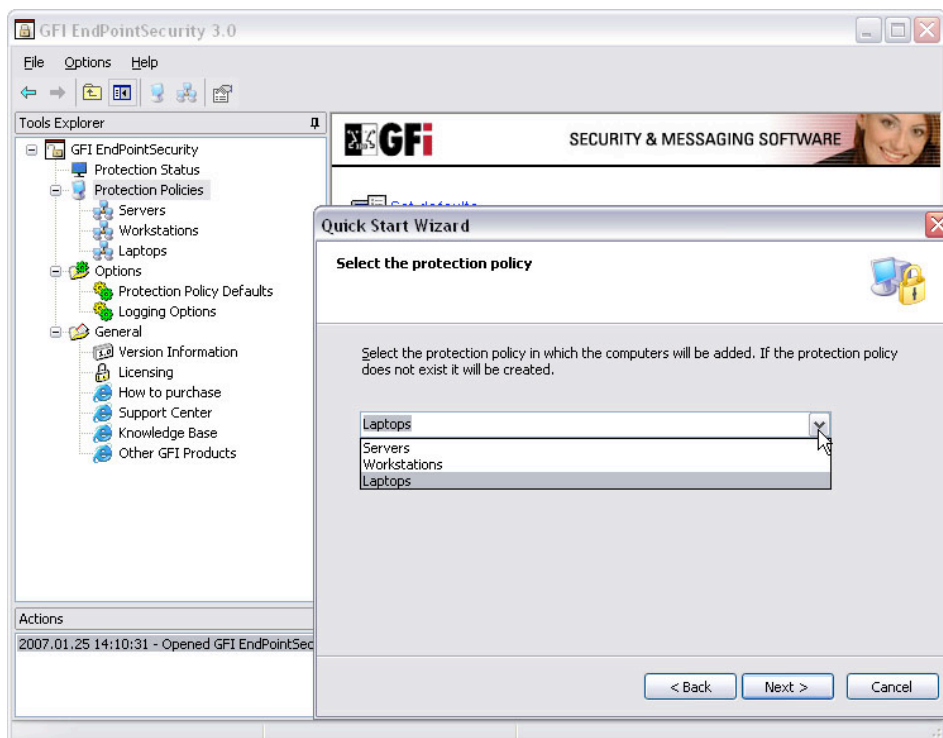 GFI EndPointSecurity 3.0
File Options Help
Tools Explorer
GFI EndPointSecurity
Protection Status
Protection Policies
Servers
Workstations
Laptops
Options
Protection Policy Defaults
Logging Options
General
Version Information
Licensing
How to purchase
Support Center
Knowledge Base
Other GFI Products
Actions
2007.01.25 14:10:31 - Opened GFI EndPointSec
GFi
SECURITY & MESSAGING SOFTWARE
Quick Start Wizard
Select the protection policy
Select the protection policy in which the computers will be added. If the protection policy
does not exist it will be created.
Laptops
Servers
Workstations
Laptops
< Back Next > Cancel